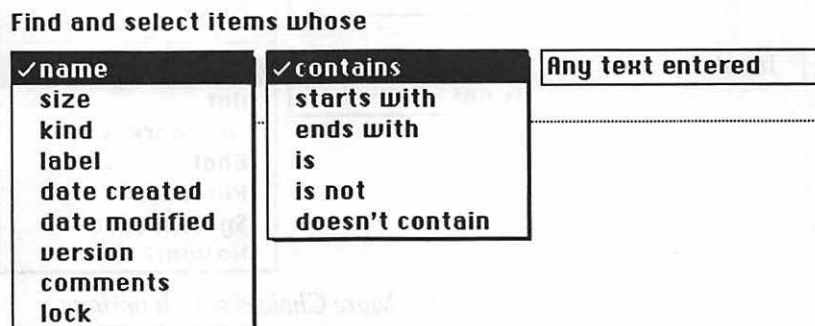 Find and select items whose
✓name
size
kind
label
date created
date modified
version
comments
lock
✓contains
starts with
ends with
is
is not
doesn't contain
Any text entered